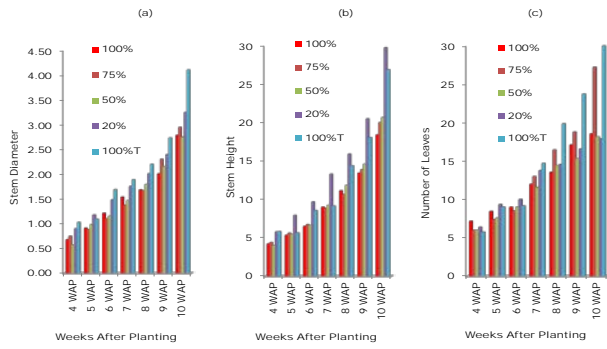 (a)
Stem Diameter
4.50
4.00
3.50
3.00
2.50
2.00
1.50
1.00
0.50
0.00
100%
75%
50%
20%
100%T
4 WAP
5 WAP
6 WAP
7 WAP
8 WAP
9 WAP
10 WAP
Weeks After Planting
(b)
Stem Height
30
25
20
15
10
5
0
100%
75%
50%
20%
100%T
4 WAP
5 WAP
6 WAP
7 WAP
8 WAP
9 WAP
10 WAP
Weeks After Planting
(c)
Number of Leaves
30
25
20
15
10
5
0
100%
75%
50%
20%
100%T
4 WAP
5 WAP
6 WAP
7 WAP
8 WAP
9 WAP
10 WAP
Weeks After Planting